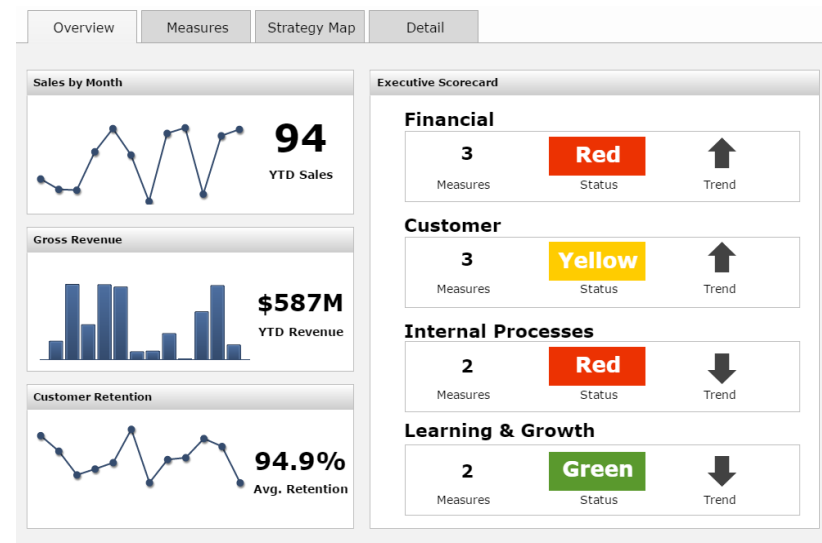 Overview Measures Strategy Map Detail
Sales by Month
94
YTD Sales
Gross Revenue
$587M
YTD Revenue
Customer Retention
94.9%
Avg. Retention
Executive Scorecard
Financial
3 Red
Measures Status Trend
Customer
3 Yellow
Measures Status Trend
Internal Processes
2 Red
Measures Status Trend
Learning & Growth
2 Green
Measures Status Trend